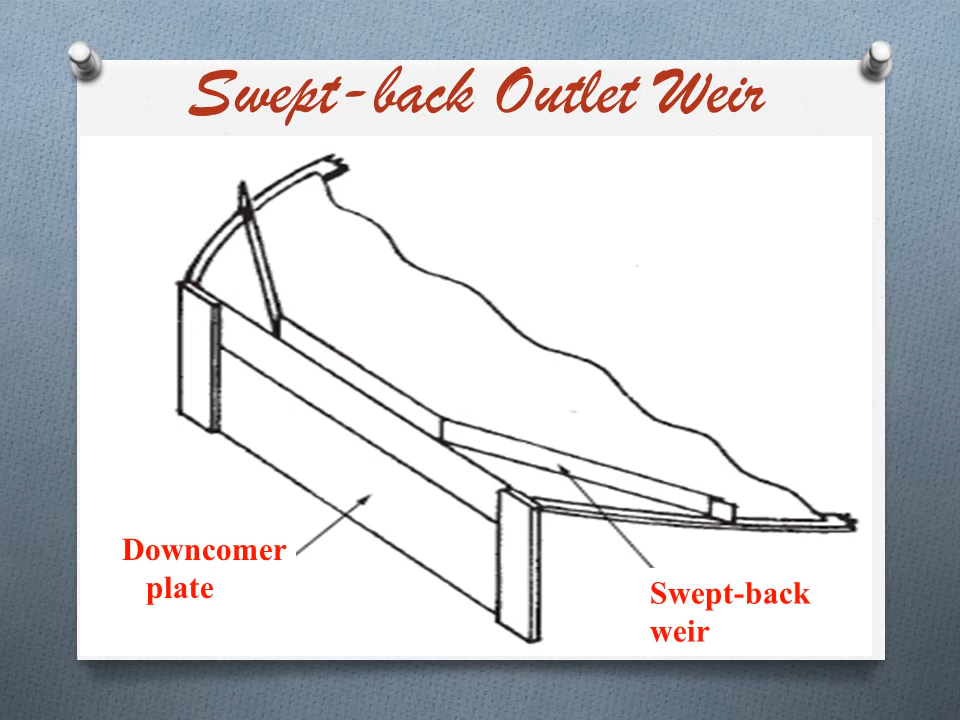 Swept-back Outlet Weir
Downcomer
plate
Swept-back
weir